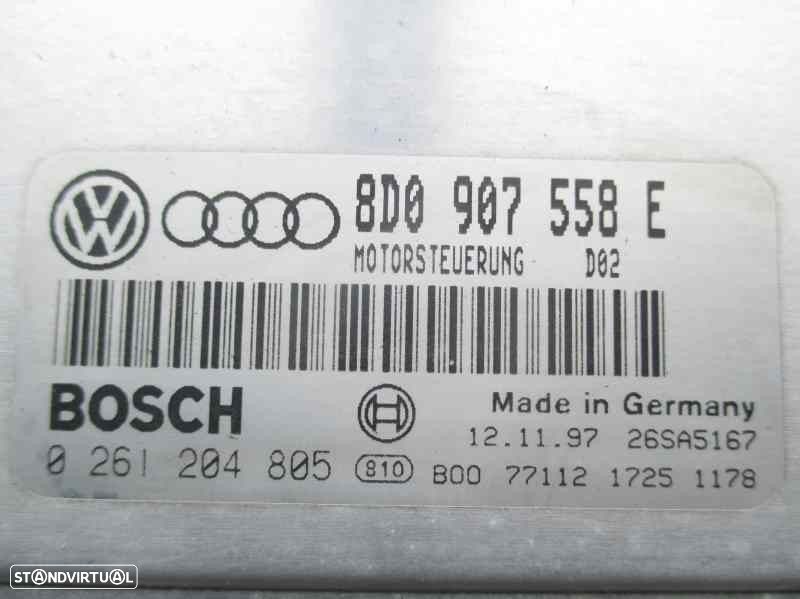 8D0 907 558 E
MOTORSTEUERUNG D02
BOSCH
Made in Germany
12.11.97 26SA5167
0 261 204 805 810 B00 77112 1725 1178
STANDVIRTUAL